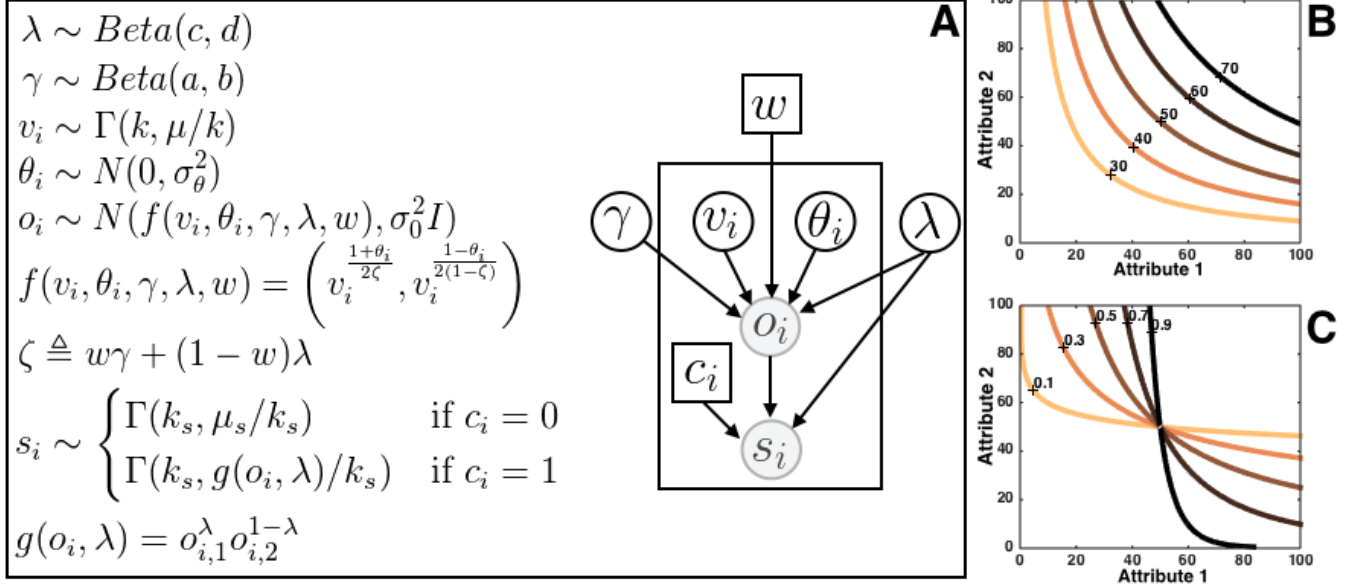 A
λ ∼ Beta(c, d)
γ ∼ Beta(a, b)
v_i ∼ Γ(k, μ/k)
θ_i ∼ N(0, σ_θ^2)
o_i ∼ N(f(v_i, θ_i, γ, λ, w), σ_0^2 I)
f(v_i, θ_i, γ, λ, w) = (v_i^{\frac{1+θ_i}{2ζ}}, v_i^{\frac{1−θ_i}{2(1−ζ)}})
ζ ≜ wγ + (1 − w)λ
s_i ∼ { Γ(k_s, μ_s/k_s) if c_i = 0
Γ(k_s, g(o_i, λ)/k_s) if c_i = 1
g(o_i, λ) = o_{i,1}^λ o_{i,2}^{1−λ}
w
γ v_i θ_i λ
o_i
c_i
s_i
B
Attribute 2
100
80
60
40
20
0
70
60
50
40
30
0 20 40 60 80 100
Attribute 1
C
Attribute 2
100
80
60
40
20
0
0.5 0.7 0.9
0.3
0.1
0 20 40 60 80 100
Attribute 1